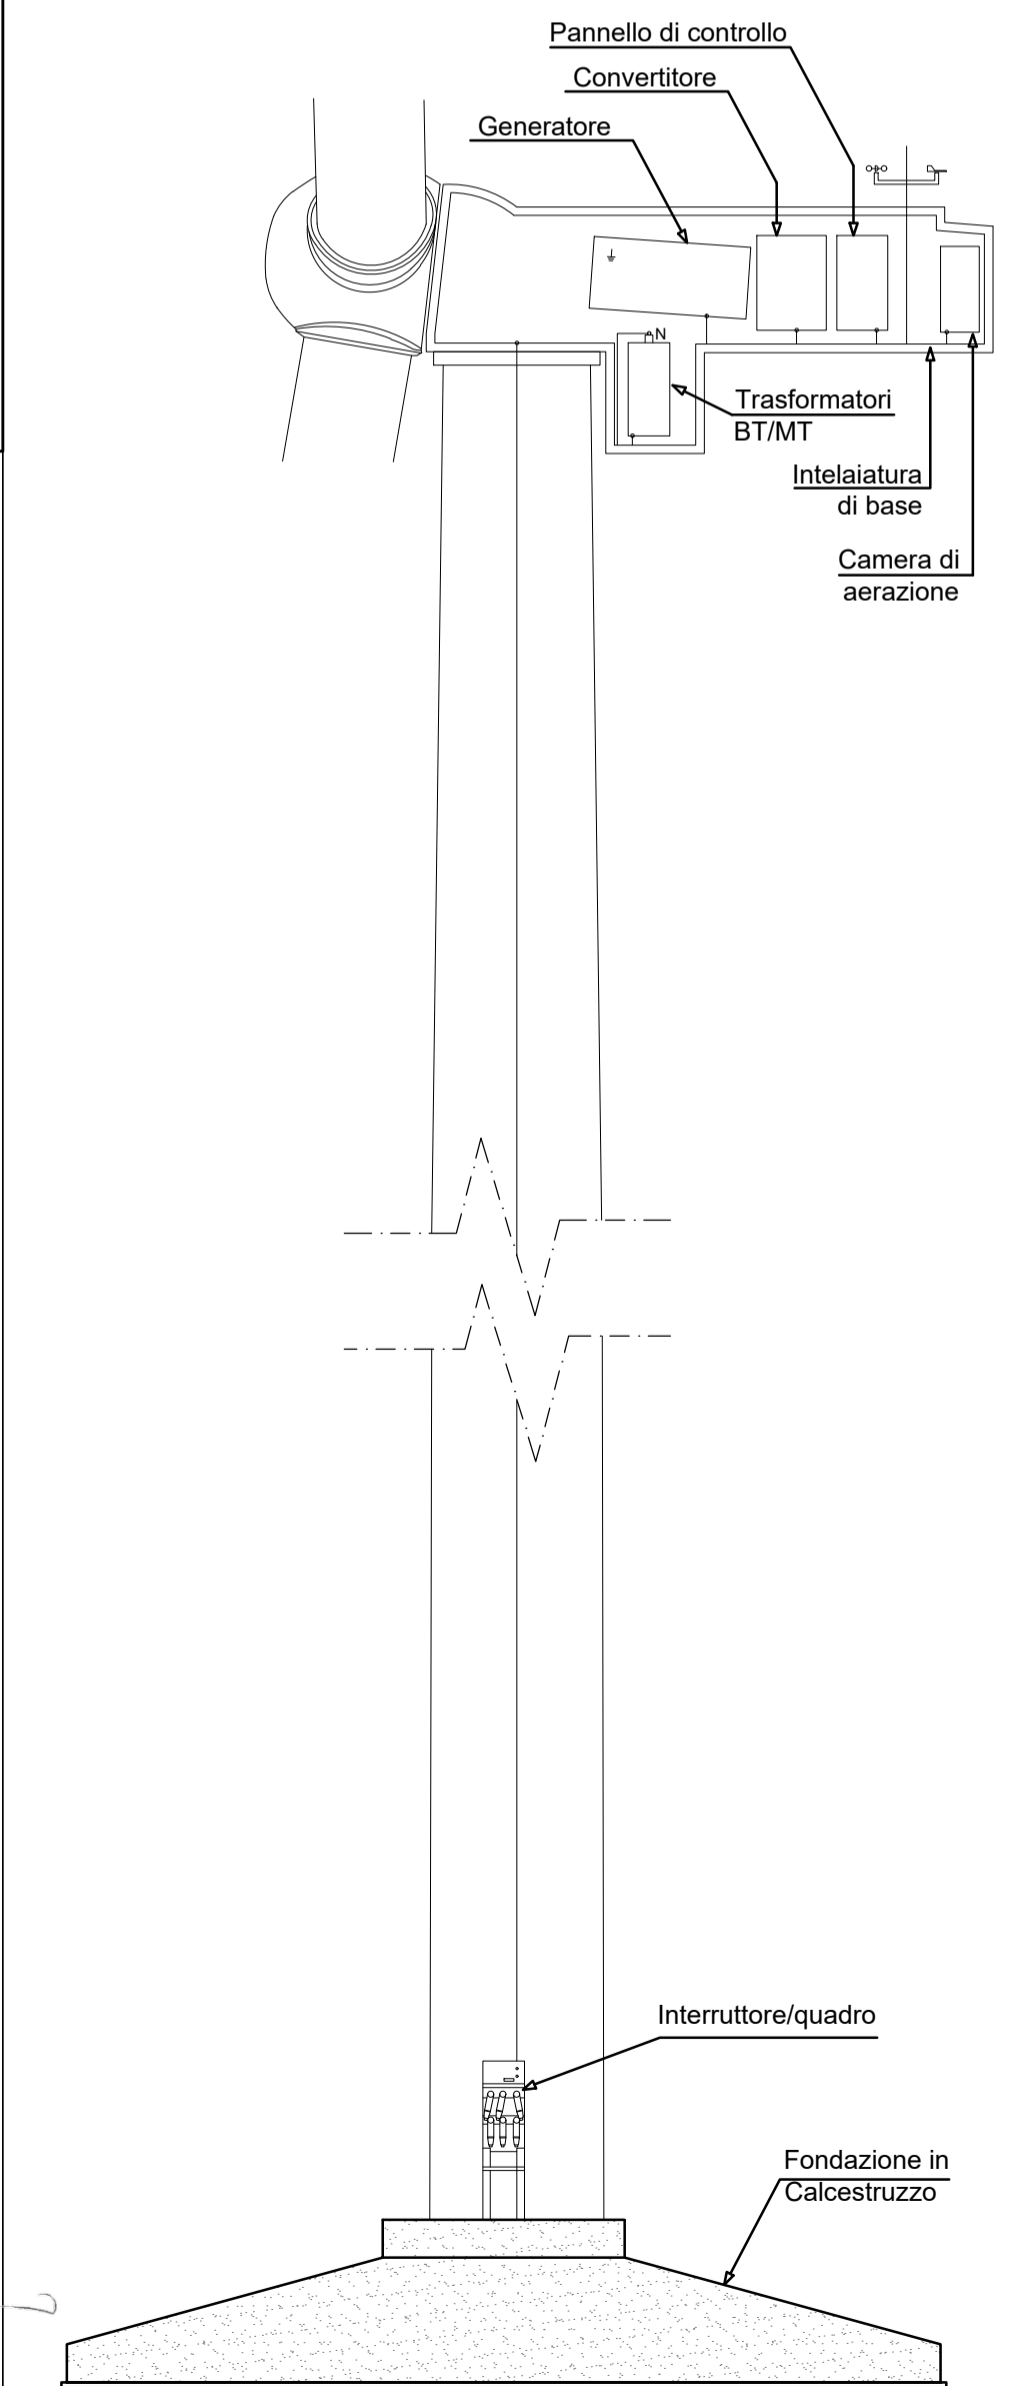 Pannello di controllo
Convertitore
Generatore
N
Trasformatori
BT/MT
Intelaiatura
di base
Camera di
aerazione
Interruttore/quadro
Fondazione in
Calcestruzzo